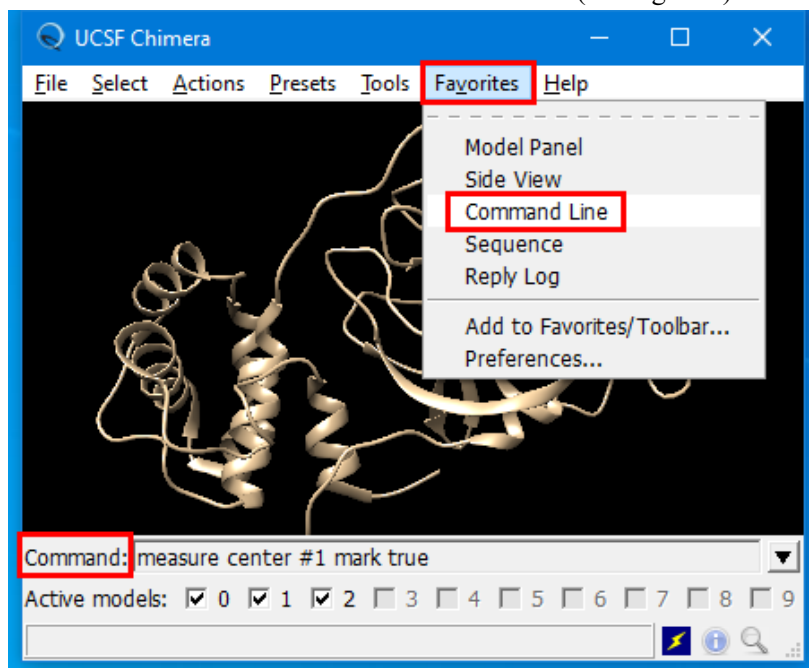 UCSF Chimera
File Select Actions Presets Tools Favorites Help
Model Panel
Side View
Command Line
Sequence
Reply Log
Add to Favorites/Toolbar...
Preferences...
Command: measure center #1 mark true
Active models: 0 1 2 3 4 5 6 7 8 9